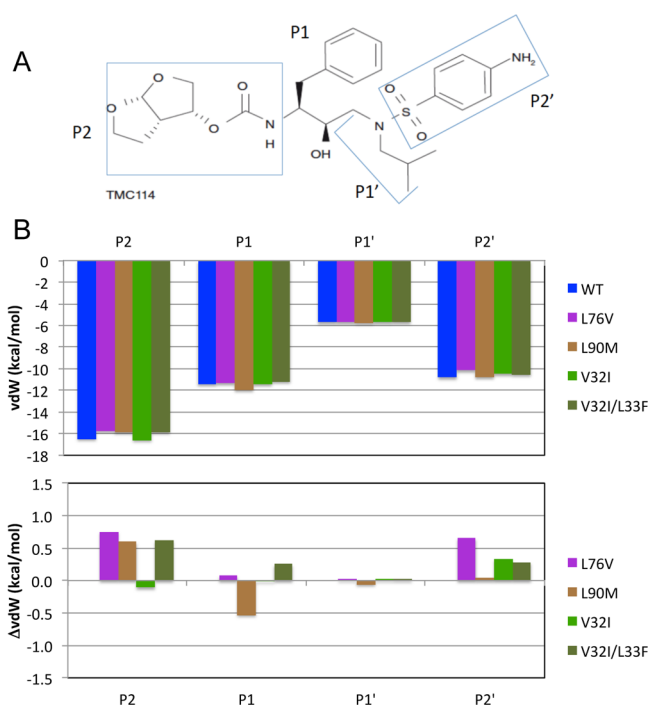 A
P1
P2
O
O
O
O
N
H
OH
N
O
S
O
NH2
P2'
P1'
TMC114
B
P2 P1 P1' P2'
0
-2
-4
-6
-8
-10
-12
-14
-16
-18
vdW (kcal/mol)
WT
L76V
L90M
V32I
V32I/L33F
1.5
1.0
0.5
0.0
-0.5
-1.0
-1.5
ΔvdW (kcal/mol)
L76V
L90M
V32I
V32I/L33F
P2 P1 P1' P2'